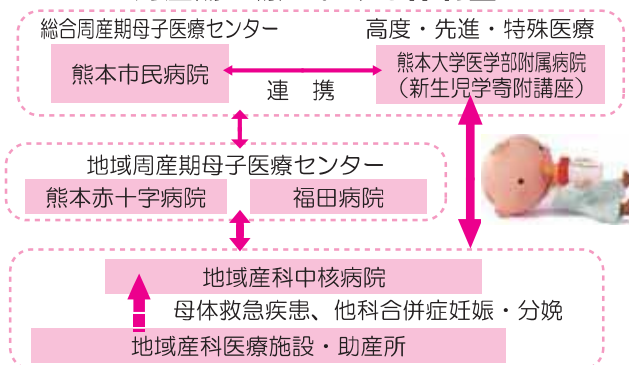 総合周産期母子医療センター
高度・先進・特殊医療
熊本市民病院
連 携
熊本大学医学部附属病院
（新生児学寄附講座）
地域周産期母子医療センター
熊本赤十字病院
福田病院
地域産科中核病院
母体救急疾患、他科合併症妊娠・分娩
地域産科医療施設・助産所